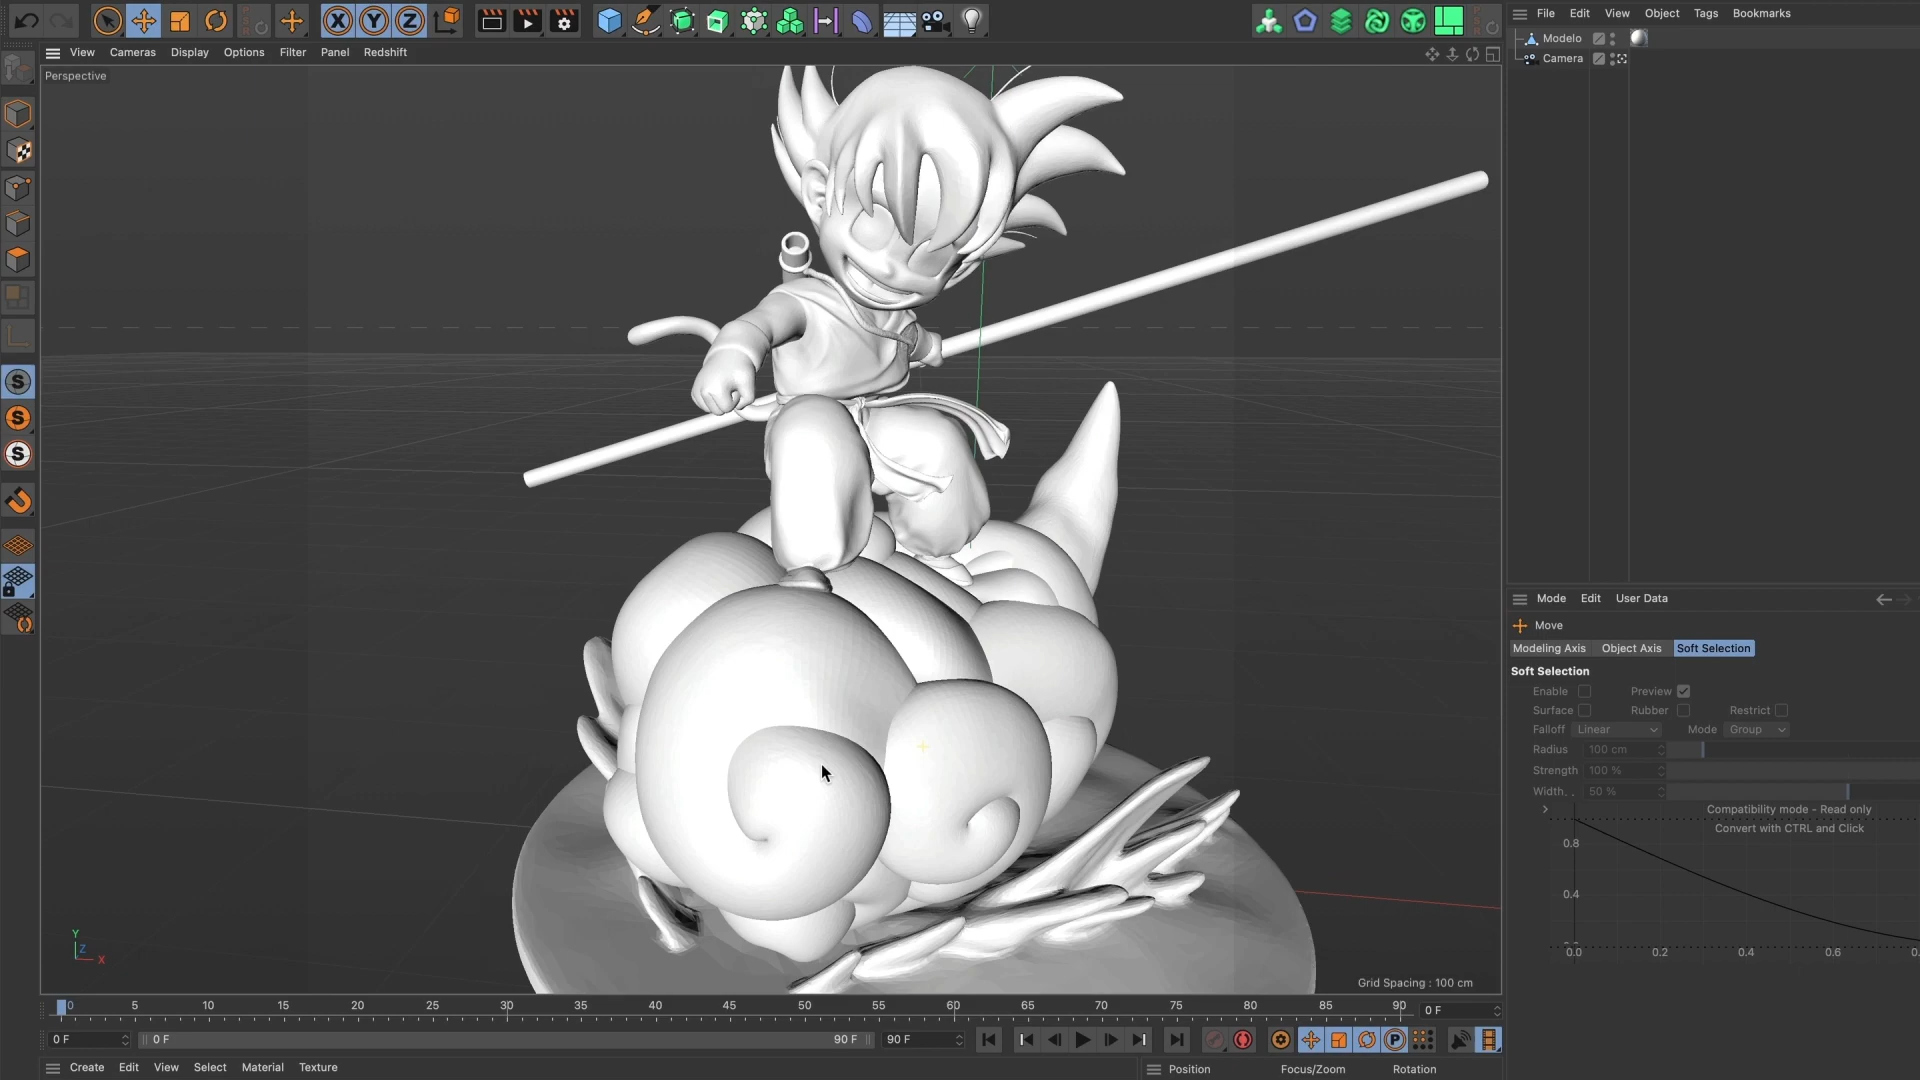 File Edit View Object Tags Bookmarks
View Cameras Display Options Filter Panel Redshift
Modelo
Camera
Perspective
X Y Z
S
S
S
Mode Edit User Data
Move
Modeling Axis Object Axis Soft Selection
Soft Selection
Enable Preview
Surface Rubber Restrict
Falloff Linear Mode Group
Radius 100 cm
Strength 100 %
Width. . 50 %
Compatibility mode - Read only
Convert with CTRL and Click
0.8
0.4
0.0 0.2 0.4 0.6
Y
Z
X
Grid Spacing : 100 cm
0 5 10 15 20 25 30 35 40 45 50 55 60 65 70 75 80 85 90 0 F
0 F 0 F 90 F 90 F P
Create Edit View Select Material Texture Position Focus/Zoom Rotation